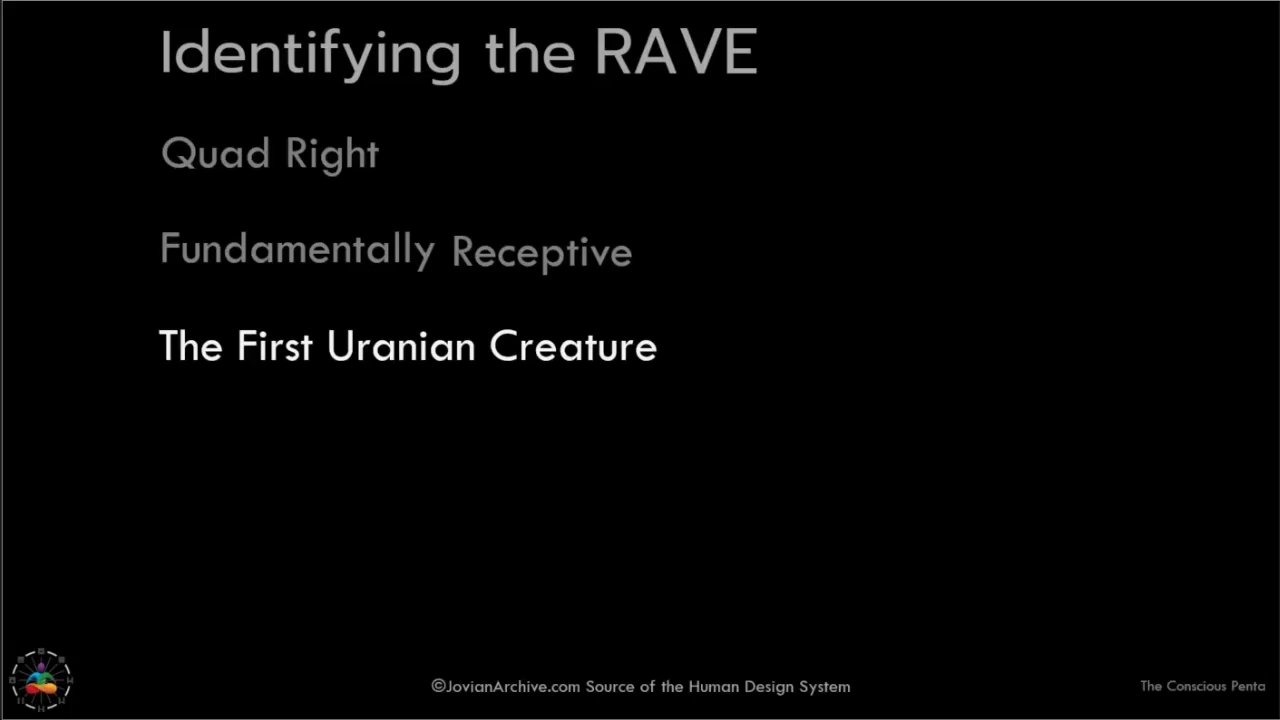 Identifying the RAVE
Quad Right
Fundamentally Receptive
The First Uranian Creature
©JovianArchive.com Source of the Human Design System
The Conscious Penta